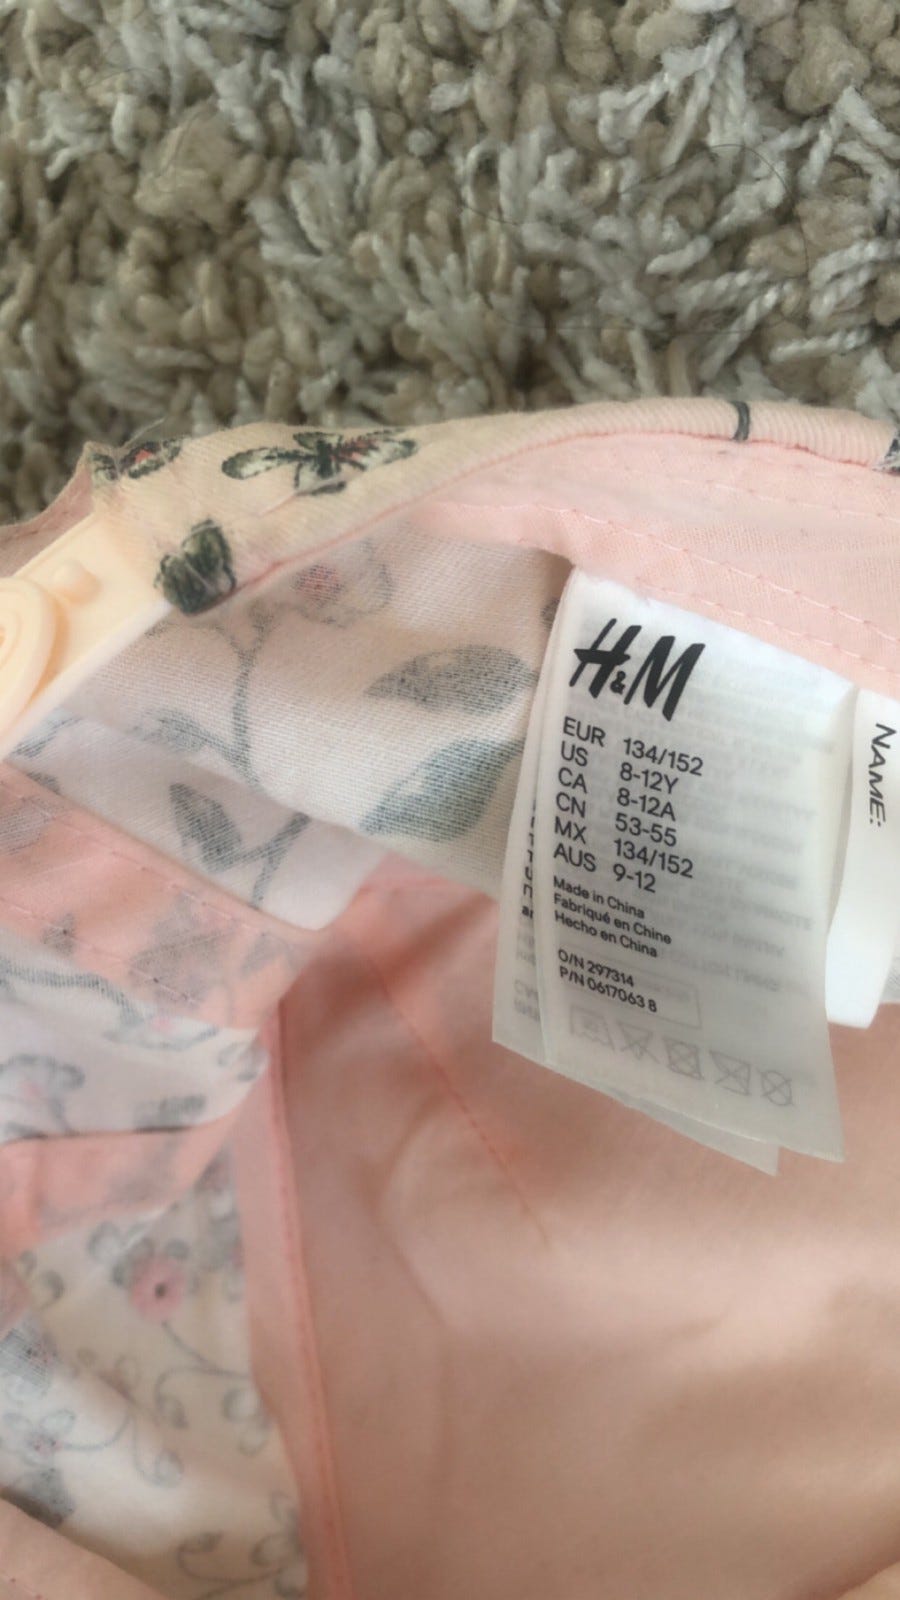 H&M
EUR 134/152
US 8-12Y
CA 8-12A
CN 53-55
MX 134/152
AUS 9-12
Made in China
Fabriqué en Chine
Hecho en China
O/N 297314
P/N 0617063 8
NAME: